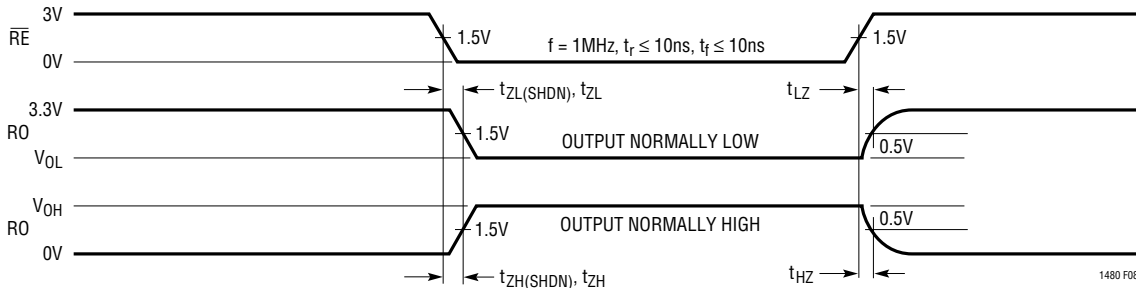 3V
RE
1.5V
f = 1MHz, tr ≤ 10ns, tf ≤ 10ns
1.5V
0V
tZL(SHDN), tZL
tLZ
3.3V
RO
1.5V
OUTPUT NORMALLY LOW
0.5V
VOL
VOH
RO
1.5V
OUTPUT NORMALLY HIGH
0.5V
0V
tZH(SHDN), tZH
tHZ
1480 F08